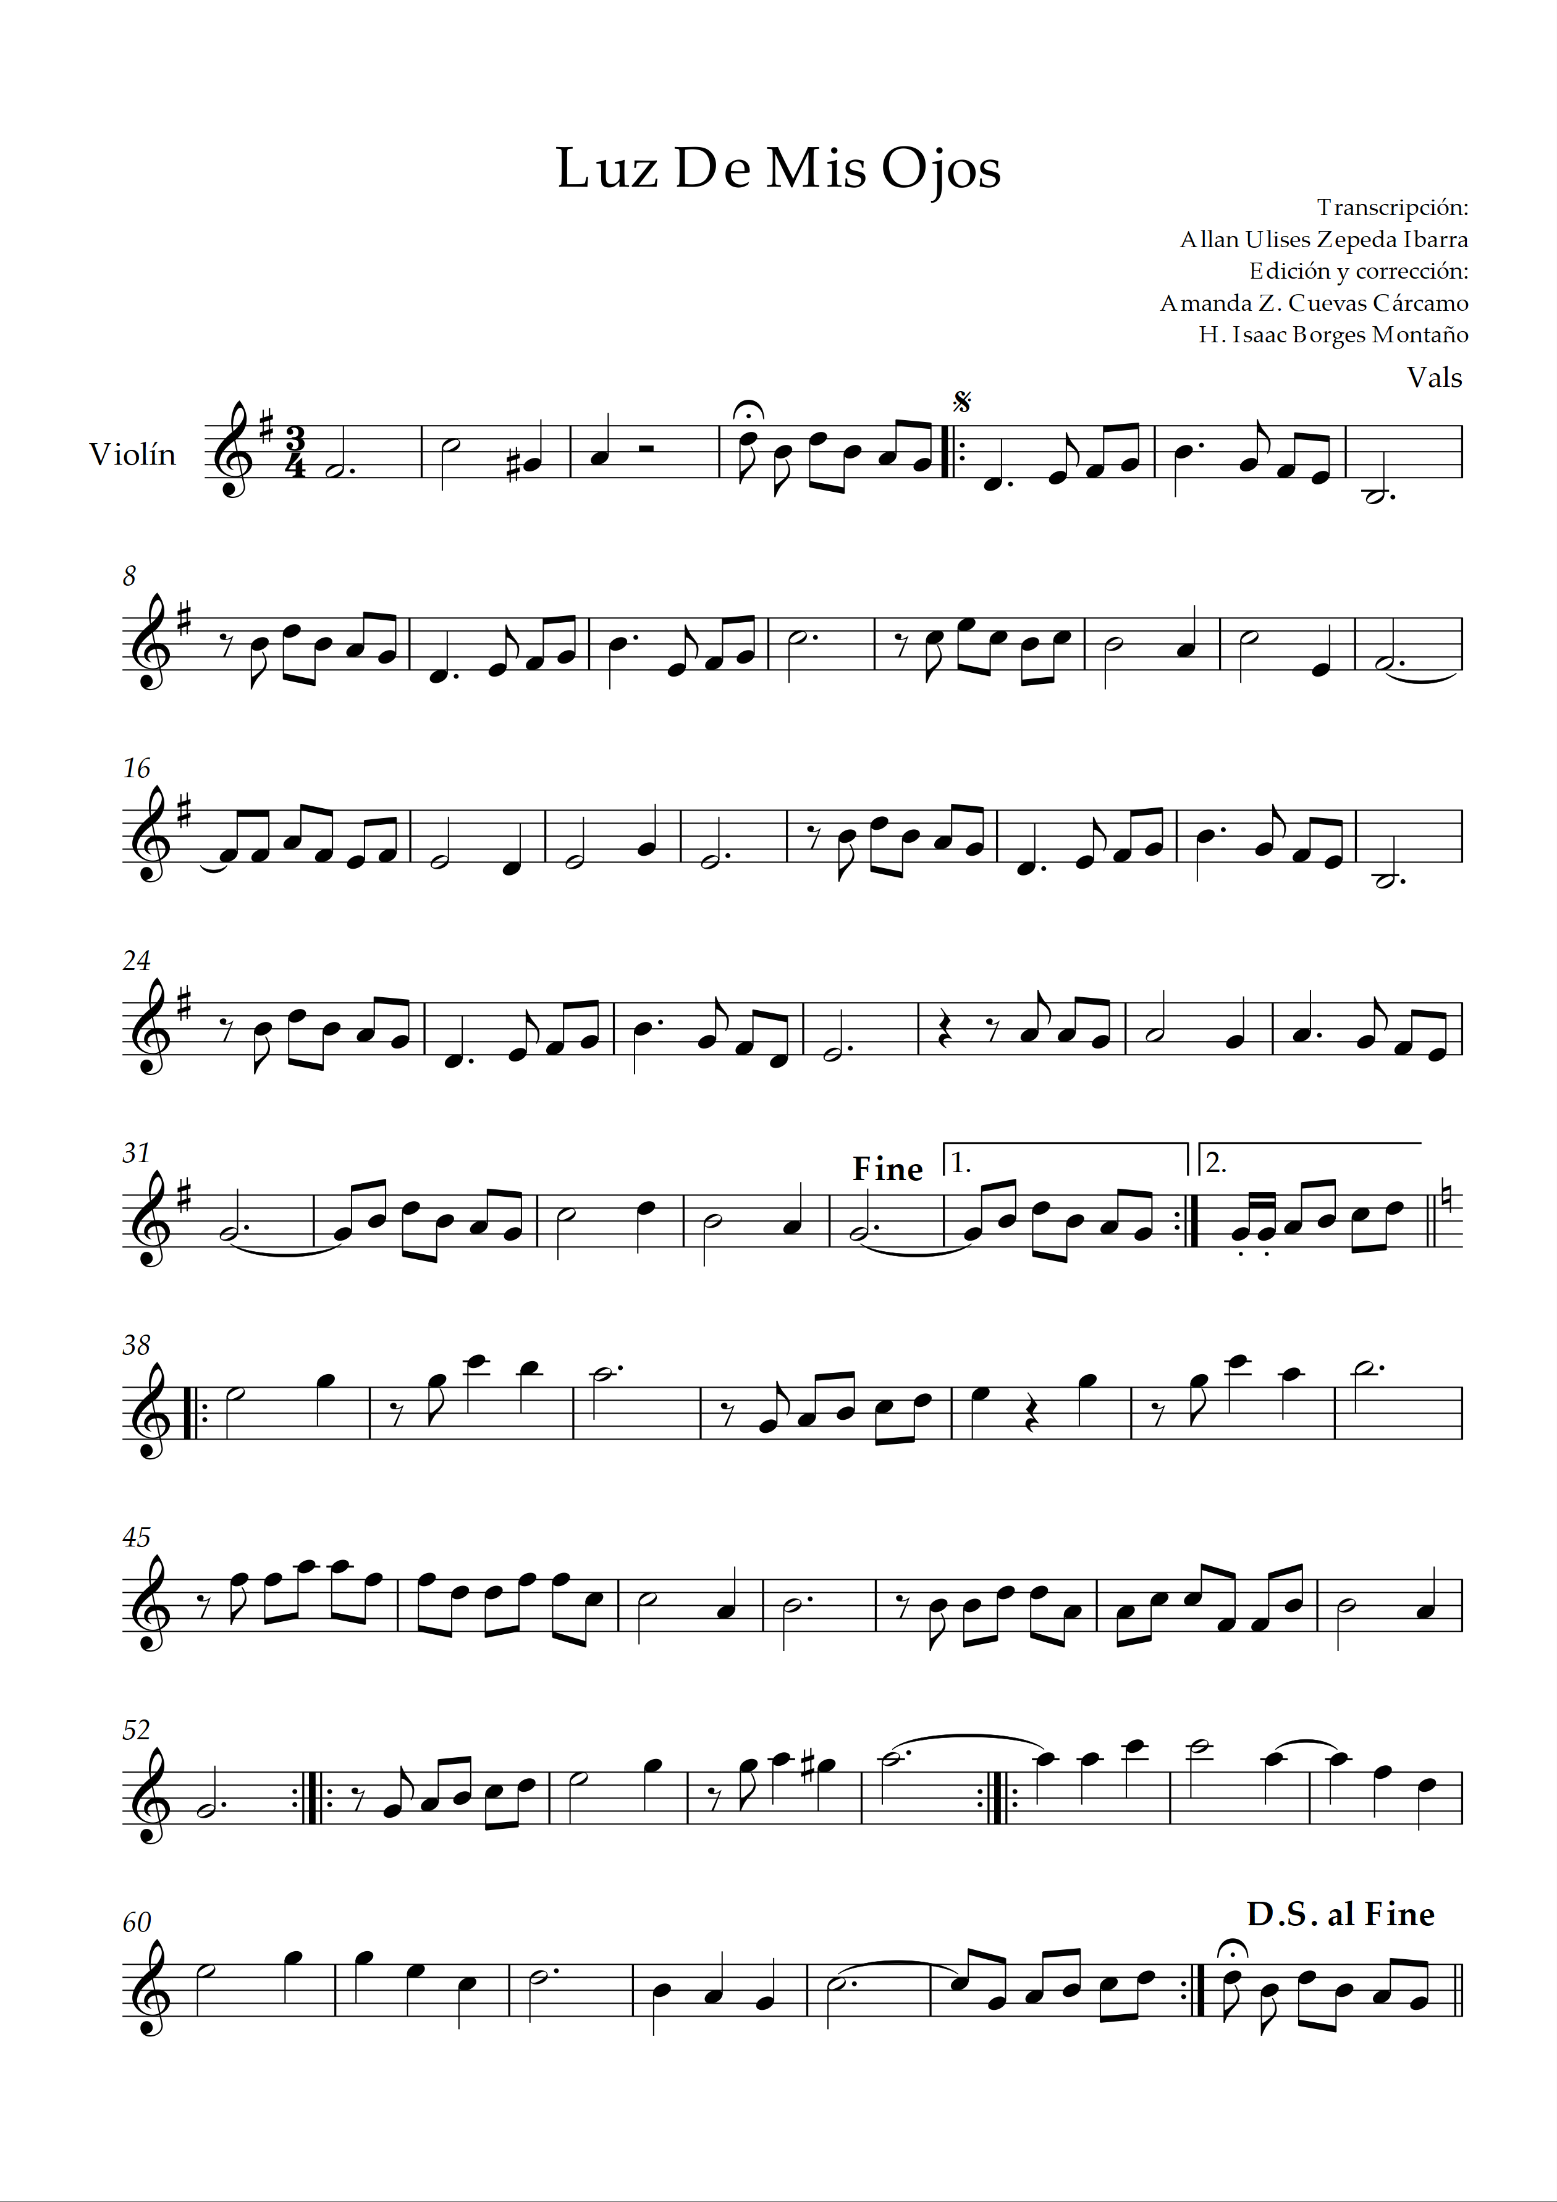 Luz De Mis Ojos
Transcripción:
Allan Ulises Zepeda Ibarra
Edición y corrección:
Amanda Z. Cuevas Cárcamo
H. Isaac Borges Montaño
Vals
Violín
3
4
8
16
24
31
Fine
1.
2.
38
45
52
60
D.S. al Fine